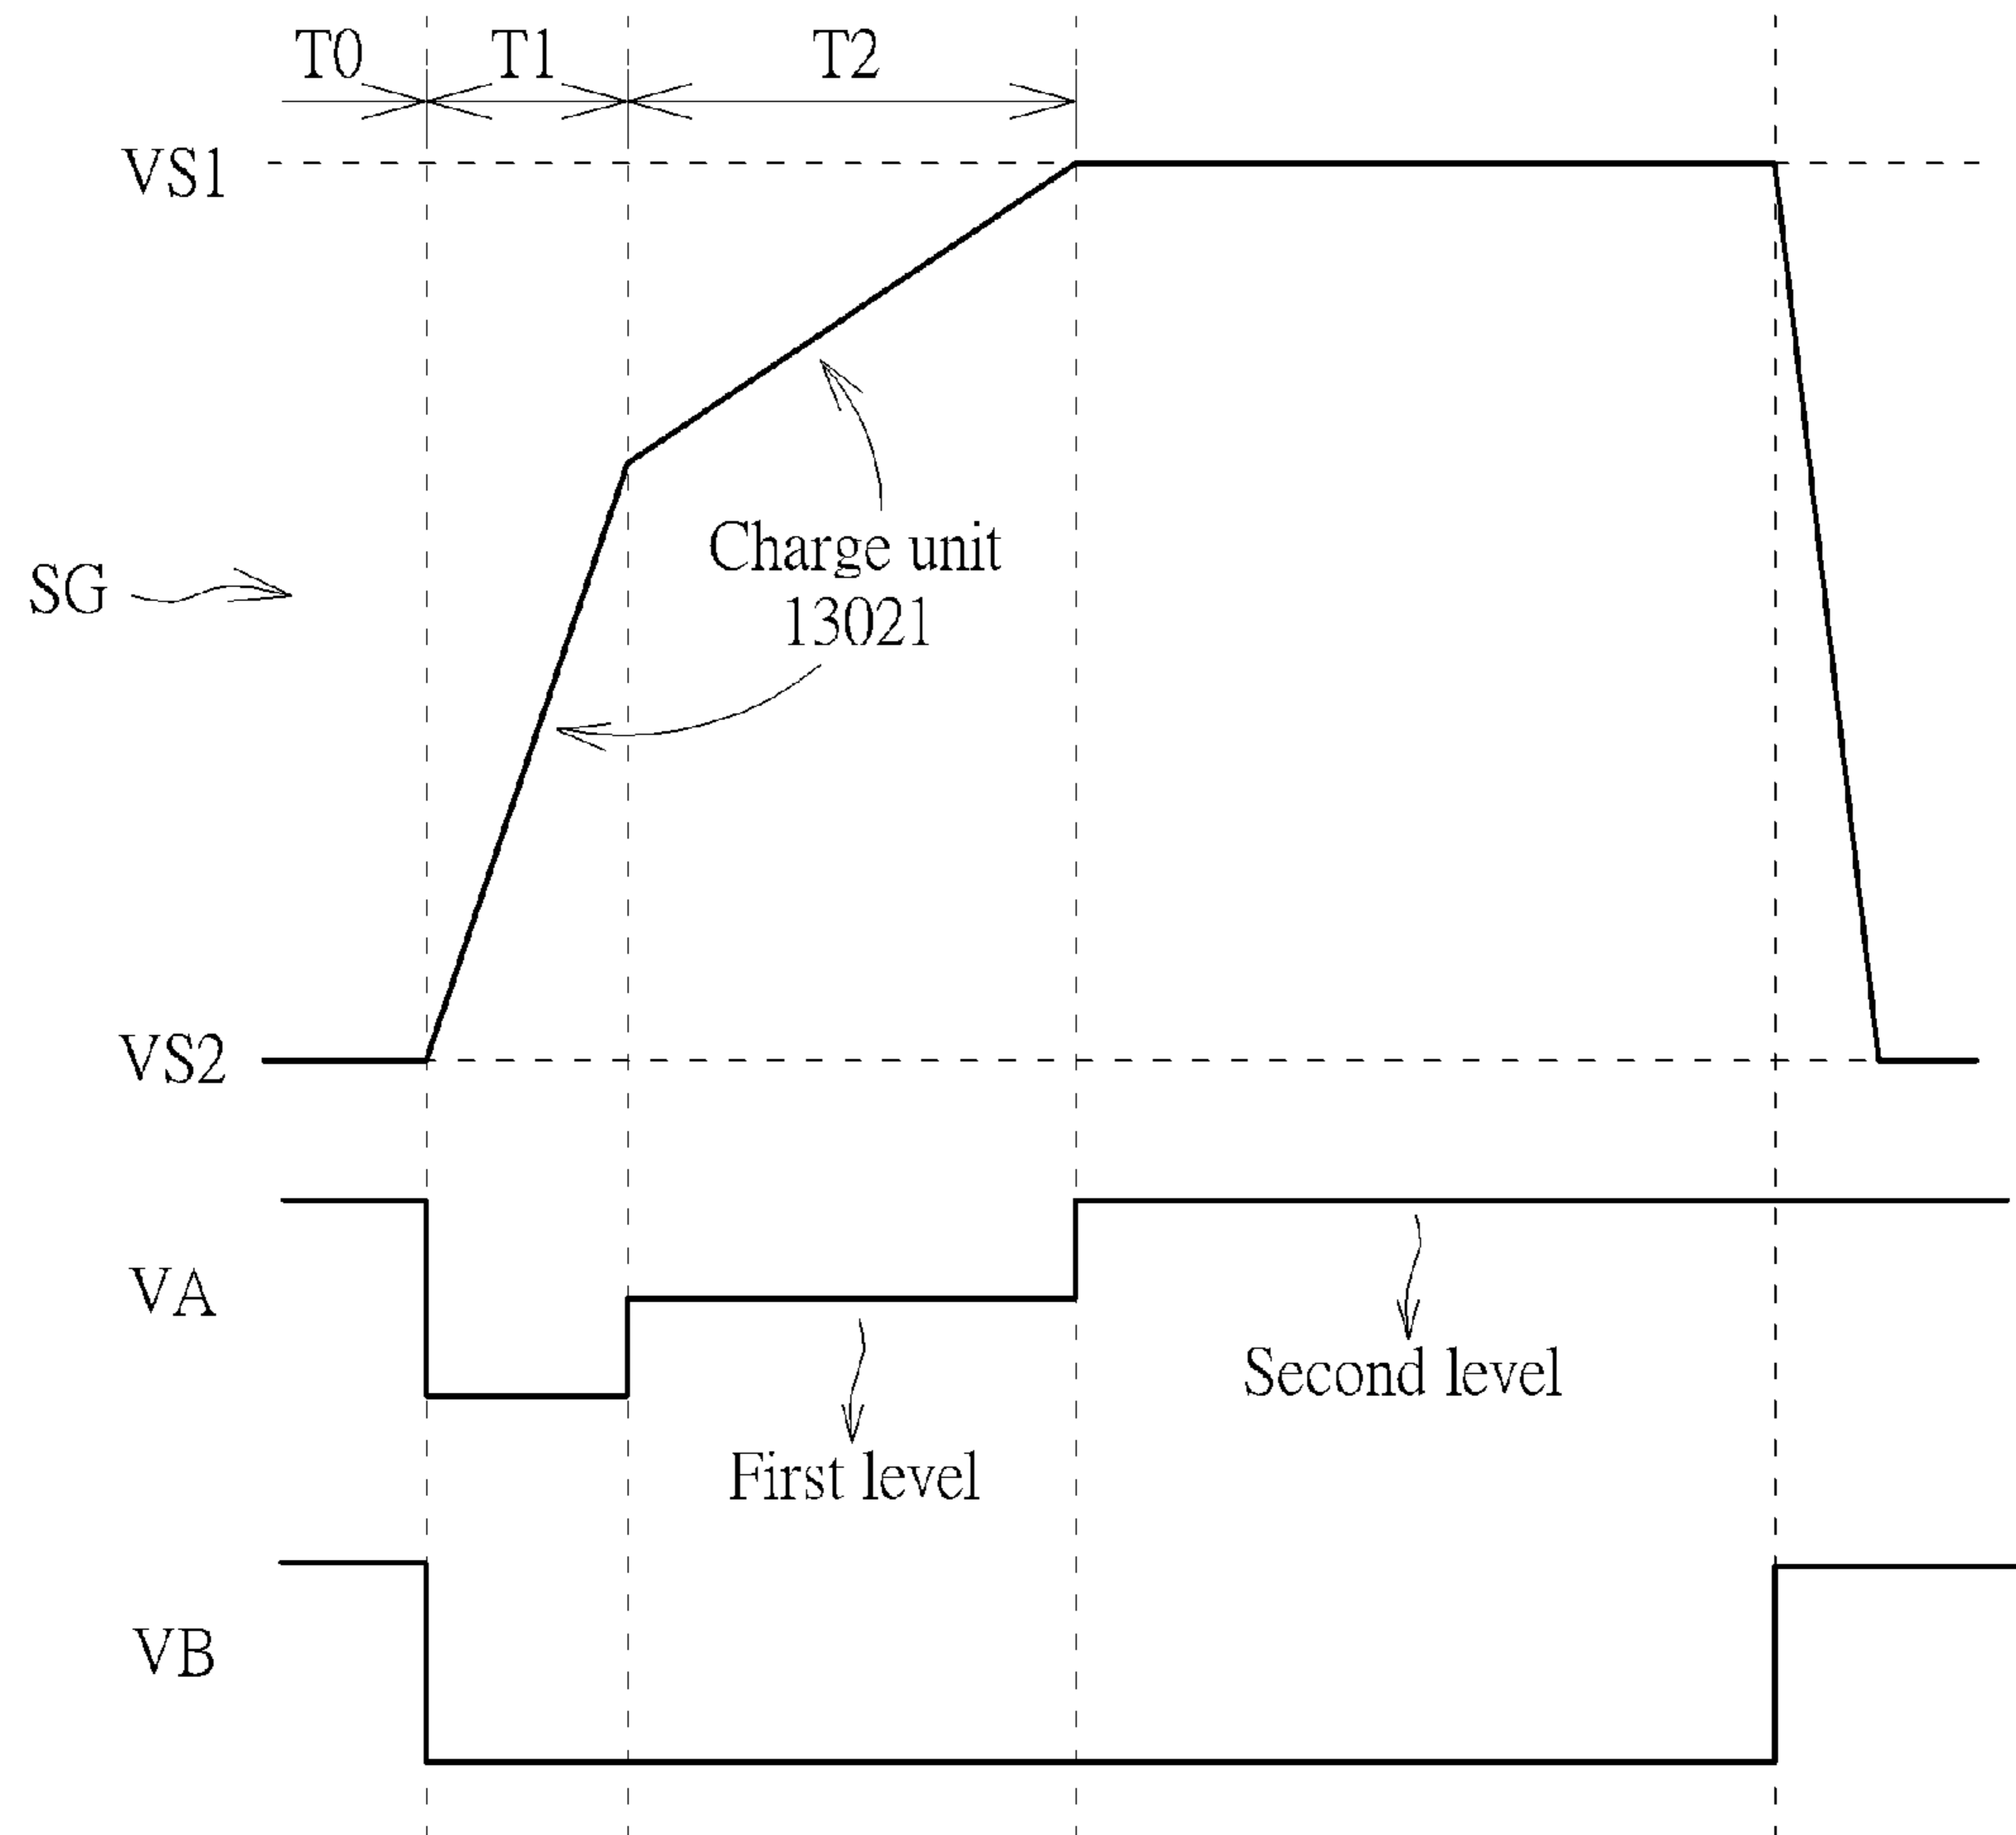 T0 T1 T2
VS1
Charge unit
13021
SG
VS2
VA
Second level
First level
VB